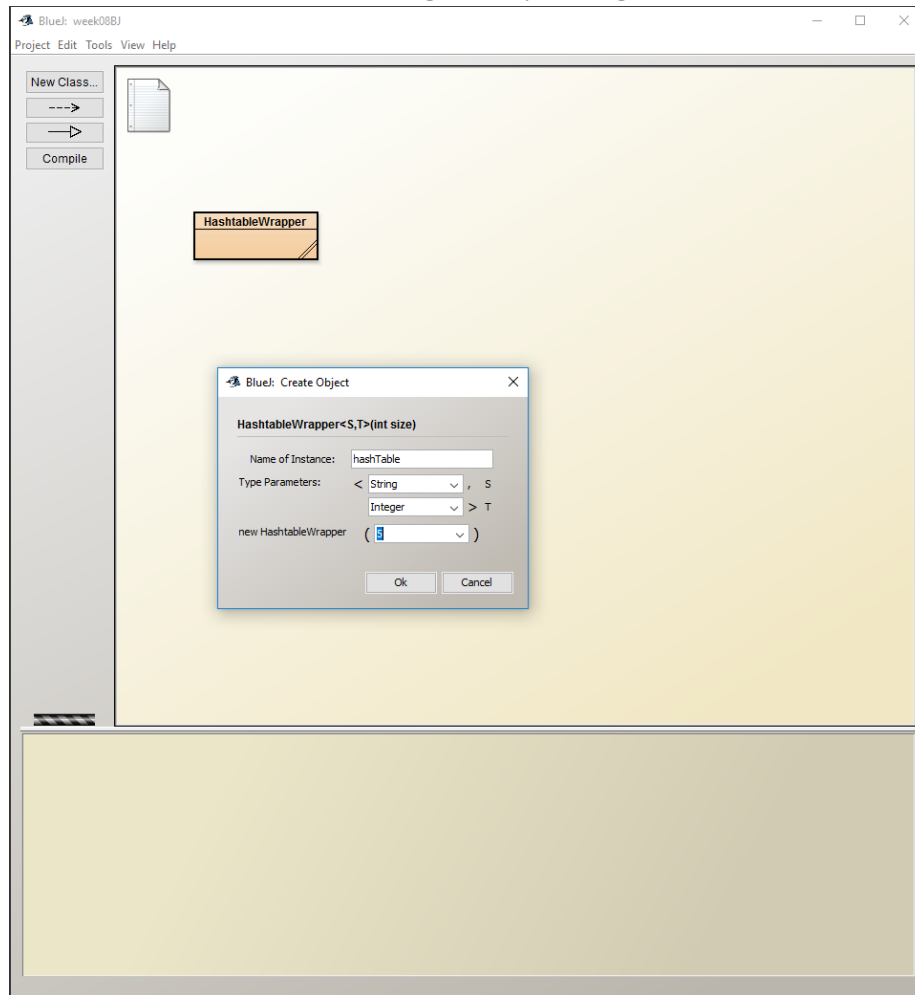 BlueJ: week08BJ
Project Edit Tools View Help
New Class...
Compile
HashtableWrapper
BlueJ: Create Object
HashtableWrapper<S,T>(int size)
Name of Instance: hashTable
Type Parameters: < String , S
Integer > T
new HashtableWrapper ( 5 )
Ok Cancel